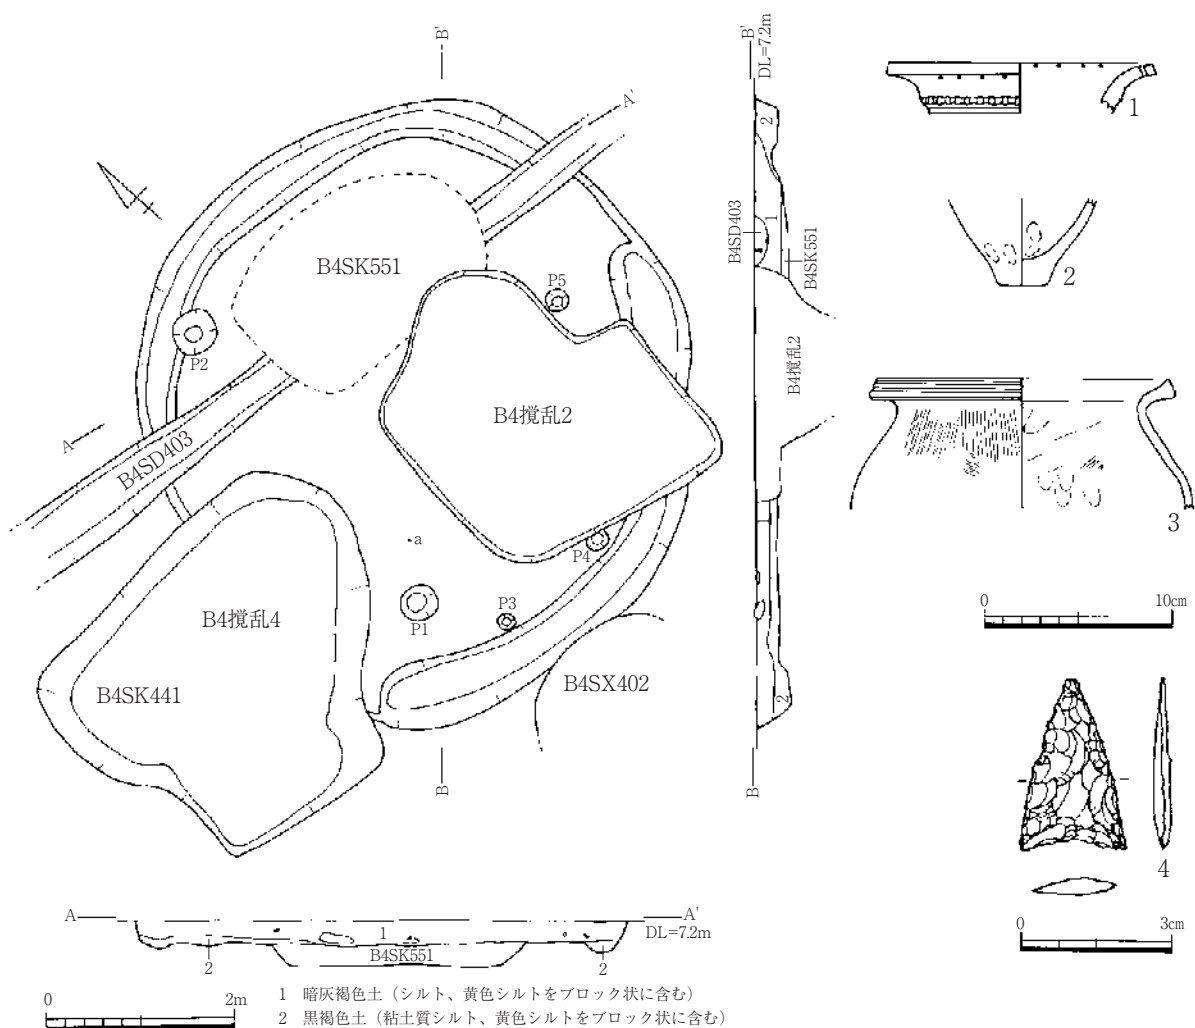 B'
A'
B4SK551
P5
P2
B4攪乱2
A
B4SD403
a
P4
B4攪乱4
P1
P3
B4SK441
B4SX402
B
B'
DL=7.2m
2
B4SD403
1
B4SK551
B4攪乱2
2
B
1
2
3
0 10cm
4
0 3cm
A A'
1 DL=7.2m
B4SK551
2 2
0 2m
1 暗灰褐色土（シルト、黄色シルトをブロック状に含む）
2 黒褐色土（粘土質シルト、黄色シルトをブロック状に含む）